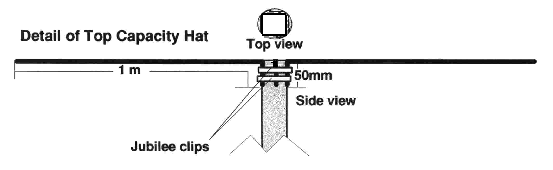 Detail of Top Capacity Hat
Top view
1 m
50mm
Side view
Jubilee clips